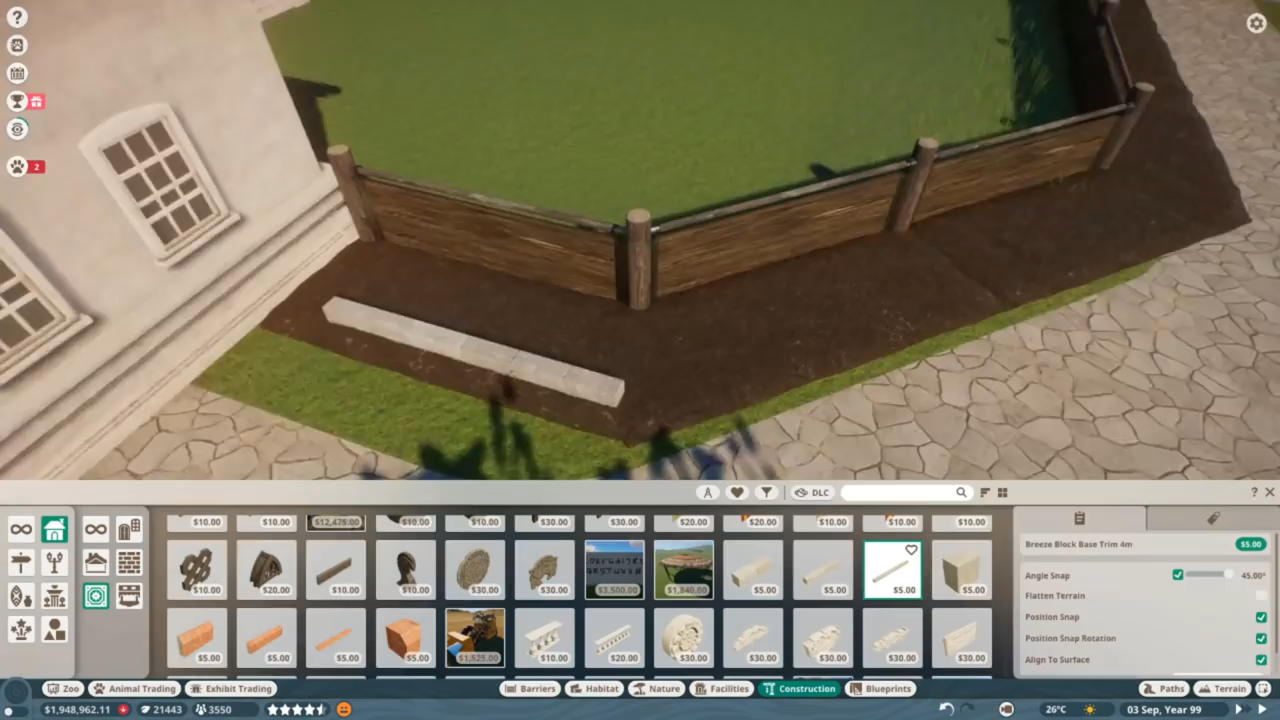 2
DLC
$10.00 $10.00 $12,475.00 $10.00 $10.00 $30.00 $30.00 $20.00 $20.00 $10.00 $10.00 $10.00
Breeze Block Base Trim 4m $5.00
$10.00 $20.00 $10.00 $10.00 $30.00 $30.00 $3,500.00 $1,840.00 $5.00 $5.00 $5.00 $5.00
Angle Snap 45.00°
Flatten Terrain
Position Snap
Position Snap Rotation
$5.00 $5.00 $5.00 $5.00 $1,525.00 $10.00 $20.00 $30.00 $30.00 $30.00 $30.00 $30.00
Align To Surface
Zoo Animal Trading Exhibit Trading Barriers Habitat Nature Facilities Construction Blueprints Paths Terrain
$1,948,962.11 21443 3550 26°C 03 Sep, Year 99